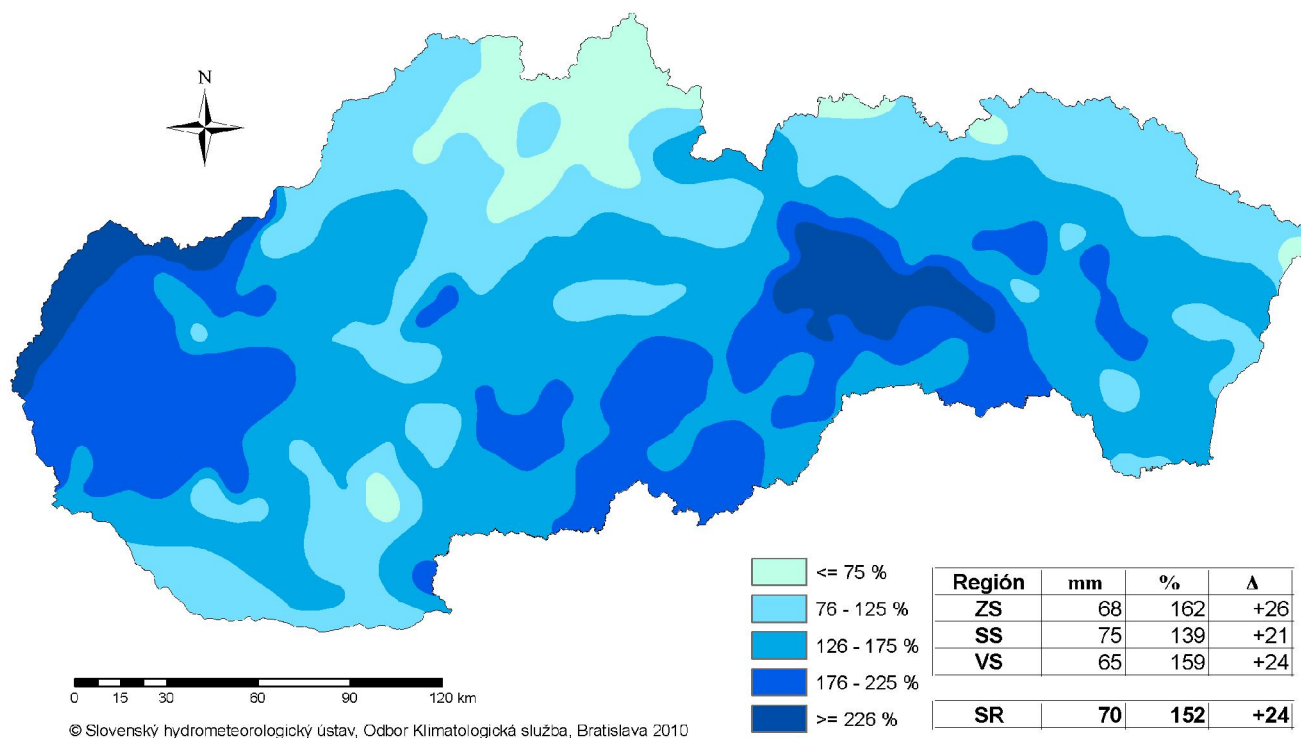 N
<= 75 %
76 - 125 %
126 - 175 %
176 - 225 %
>= 226 %
Región mm % Δ
ZS 68 162 +26
SS 75 139 +21
VS 65 159 +24
SR 70 152 +24
0 15 30 60 90 120 km
© Slovenský hydrometeorologický ústav, Odbor Klimatologická služba, Bratislava 2010